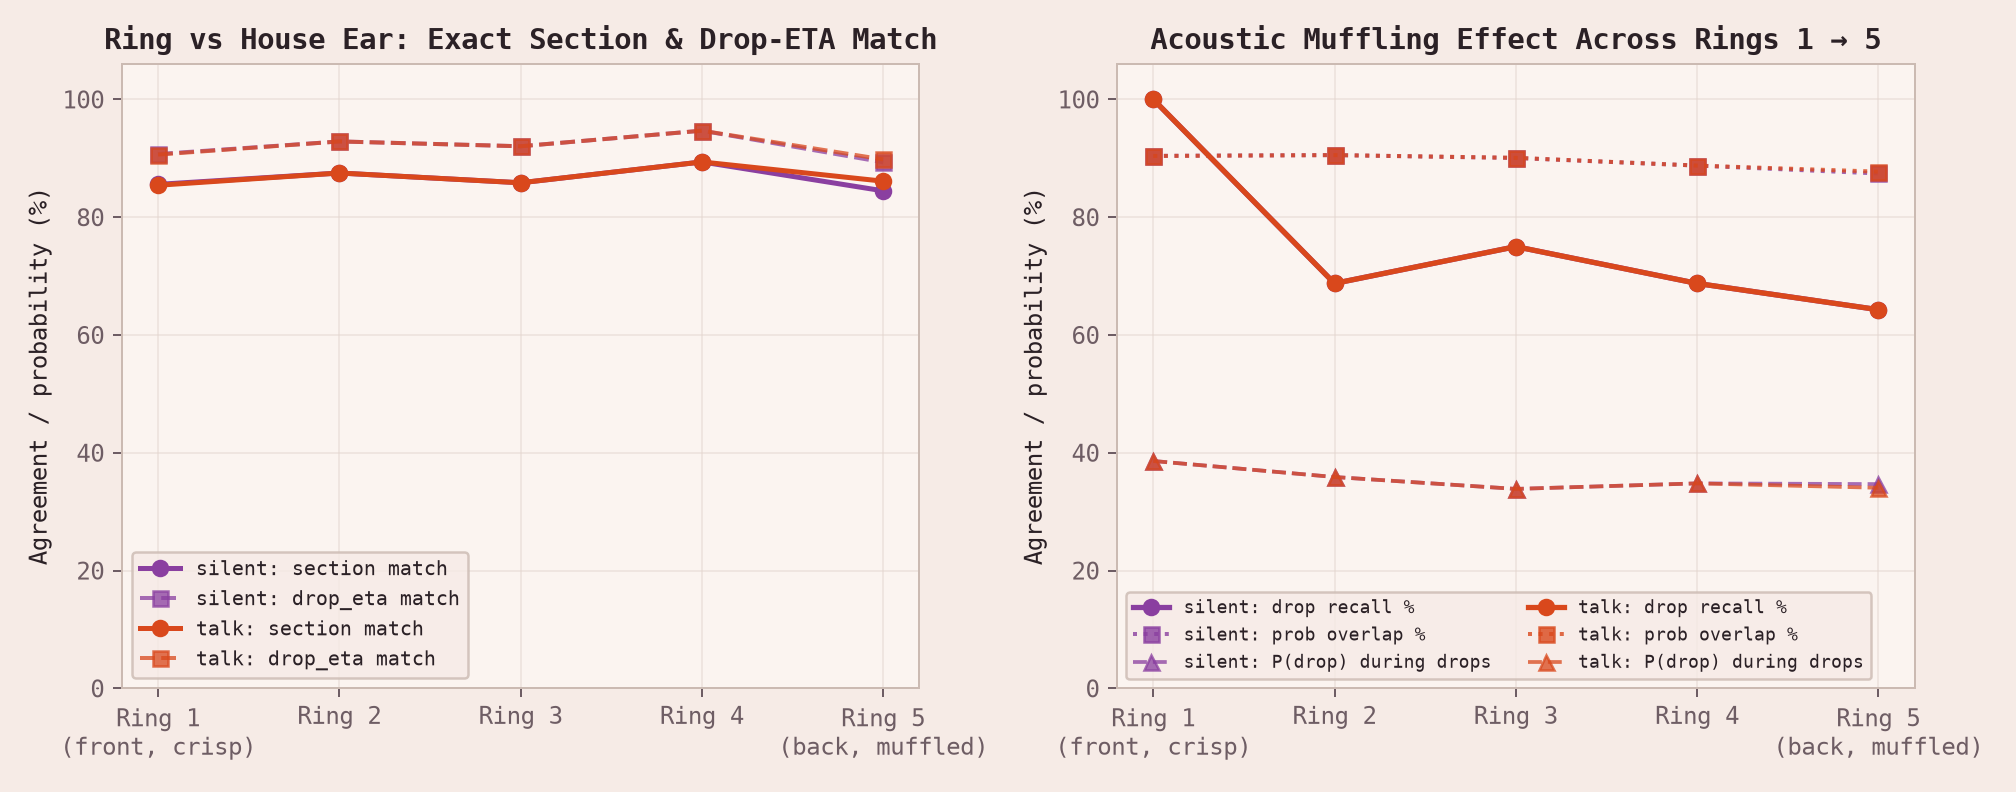 Ring vs House Ear: Exact Section & Drop-ETA Match
Agreement / probability (%)
100
80
60
40
20
0
silent: section match
silent: drop_eta match
talk: section match
talk: drop_eta match
Ring 1
(front, crisp)
Ring 2
Ring 3
Ring 4
Ring 5
(back, muffled)
Acoustic Muffling Effect Across Rings 1 → 5
Agreement / probability (%)
100
80
60
40
20
0
silent: drop recall %
silent: prob overlap %
silent: P(drop) during drops
talk: drop recall %
talk: prob overlap %
talk: P(drop) during drops
Ring 1
(front, crisp)
Ring 2
Ring 3
Ring 4
Ring 5
(back, muffled)